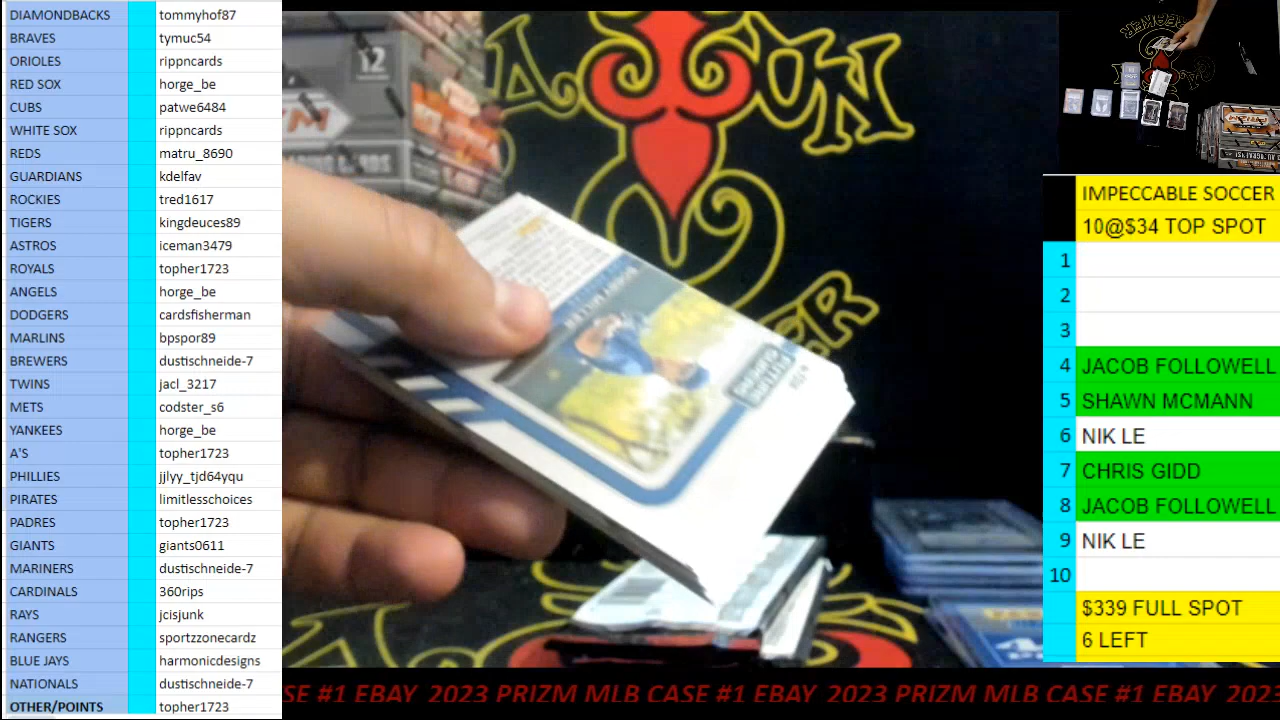 DIAMONDBACKS tommyhof87
BRAVES tymuc54
ORIOLES rippncards
RED SOX horge_be
CUBS patwe6484
WHITE SOX rippncards
REDS matru_8690
GUARDIANS kdelfav
ROCKIES tred1617
TIGERS kingdeuces89
ASTROS iceman3479
ROYALS topher1723
ANGELS horge_be
DODGERS cardsfisherman
MARLINS bpspor89
BREWERS dustischneide-7
TWINS jacl_3217
METS codster_s6
YANKEES horge_be
A'S topher1723
PHILLIES jjlyy_tjd64yqu
PIRATES limitlesschoices
PADRES topher1723
GIANTS giants0611
MARINERS dustischneide-7
CARDINALS 360rips
RAYS jcisjunk
RANGERS sportzzonecardz
BLUE JAYS harmonicdesigns
NATIONALS dustischneide-7
OTHER/POINTS topher1723
12
IMPECCABLE SOCCER
10@$34 TOP SPOT
1
2
3
4 JACOB FOLLOWELL
5 SHAWN MCMANN
6 NIK LE
7 CHRIS GIDD
8 JACOB FOLLOWELL
9 NIK LE
10
$339 FULL SPOT
6 LEFT
SE #1 EBAY 2023 PRIZM MLB CASE #1 EBAY 2023 PRIZM MLB CASE #1 EBAY 2023